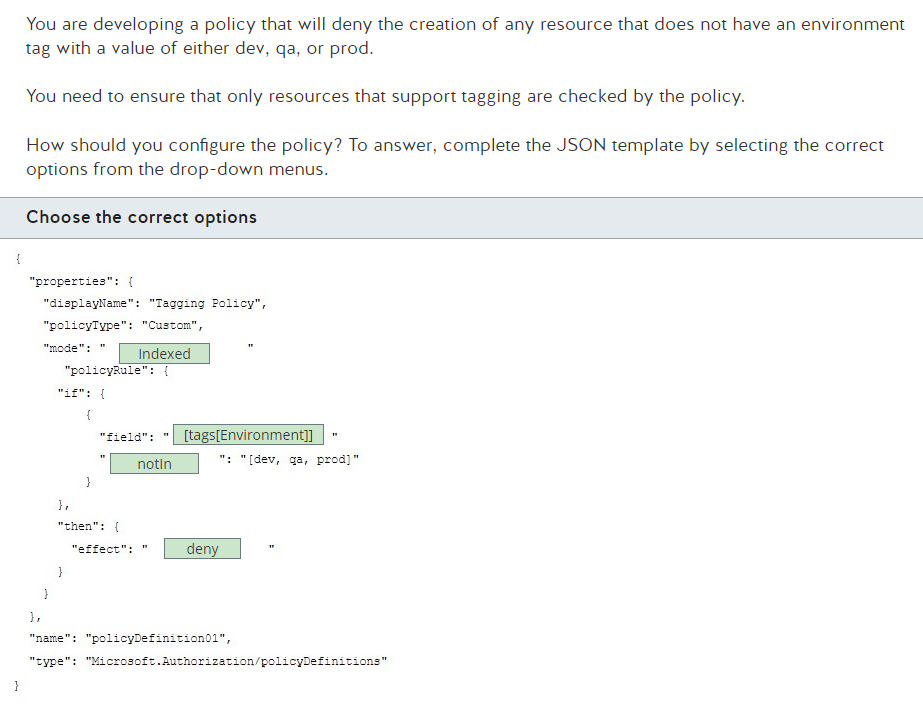 You are developing a policy that will deny the creation of any resource that does not have an environment
tag with a value of either dev, qa, or prod.
You need to ensure that only resources that support tagging are checked by the policy.
How should you configure the policy? To answer, complete the JSON template by selecting the correct
options from the drop-down menus.
Choose the correct options
{
"properties": {
"displayName": "Tagging Policy",
"policyType": "Custom",
"mode": " Indexed "
"policyRule": {
"if": {
{
"field": " [tags[Environment]] "
" notIn ": "[dev, qa, prod]"
}
},
"then": {
"effect": " deny "
}
}
},
"name": "policyDefinition01",
"type": "Microsoft.Authorization/policyDefinitions"
}